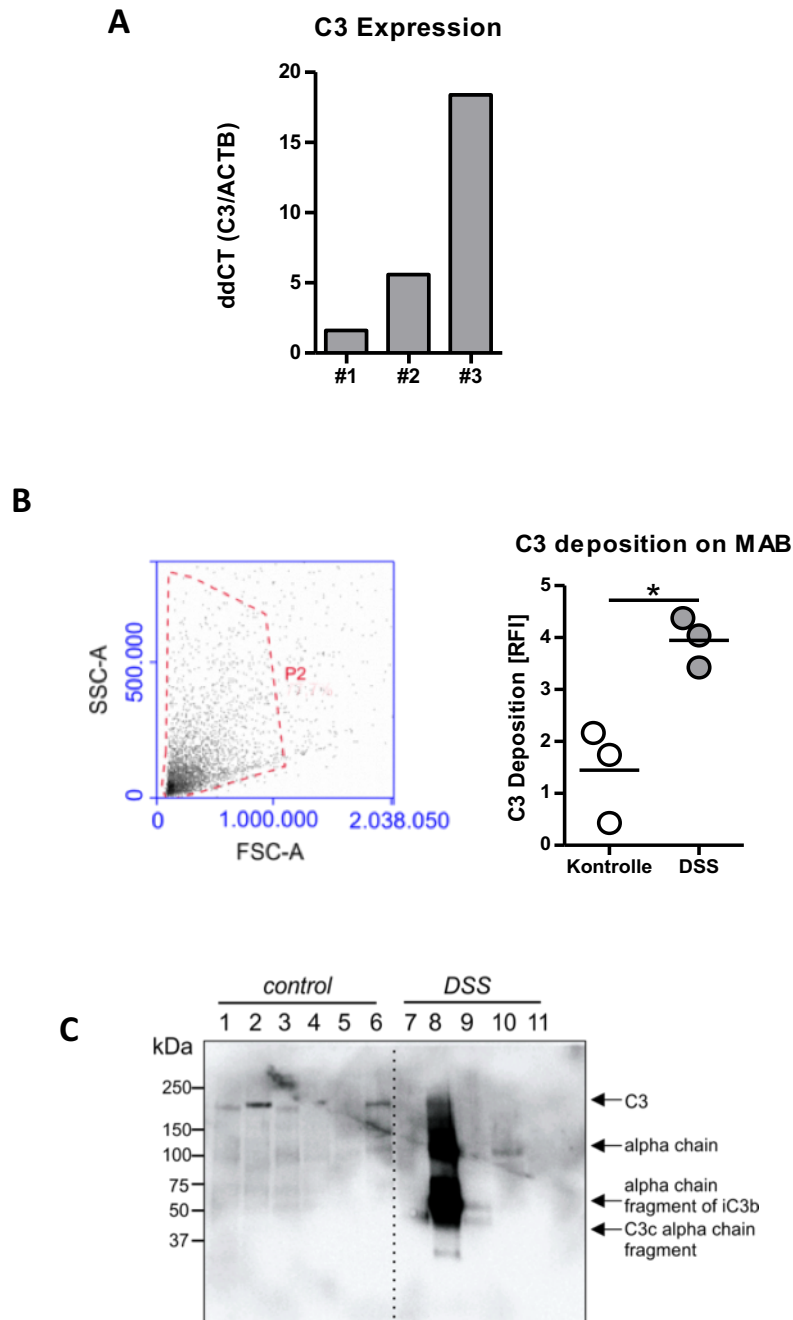 A
C3 Expression
ddCT (C3/ACTB)
20
15
10
5
0
#1 #2 #3
B
SSC-A
500.000
0
P2
0 1.000.000 2.038.050
FSC-A
C3 deposition on MAB
C3 Deposition [RFI]
5
4
3
2
1
0
*
Kontrolle DSS
C
control DSS
1 2 3 4 5 6 7 8 9 10 11
kDa
250
150
100
75
50
37
C3
alpha chain
alpha chain
fragment of iC3b
C3c alpha chain
fragment